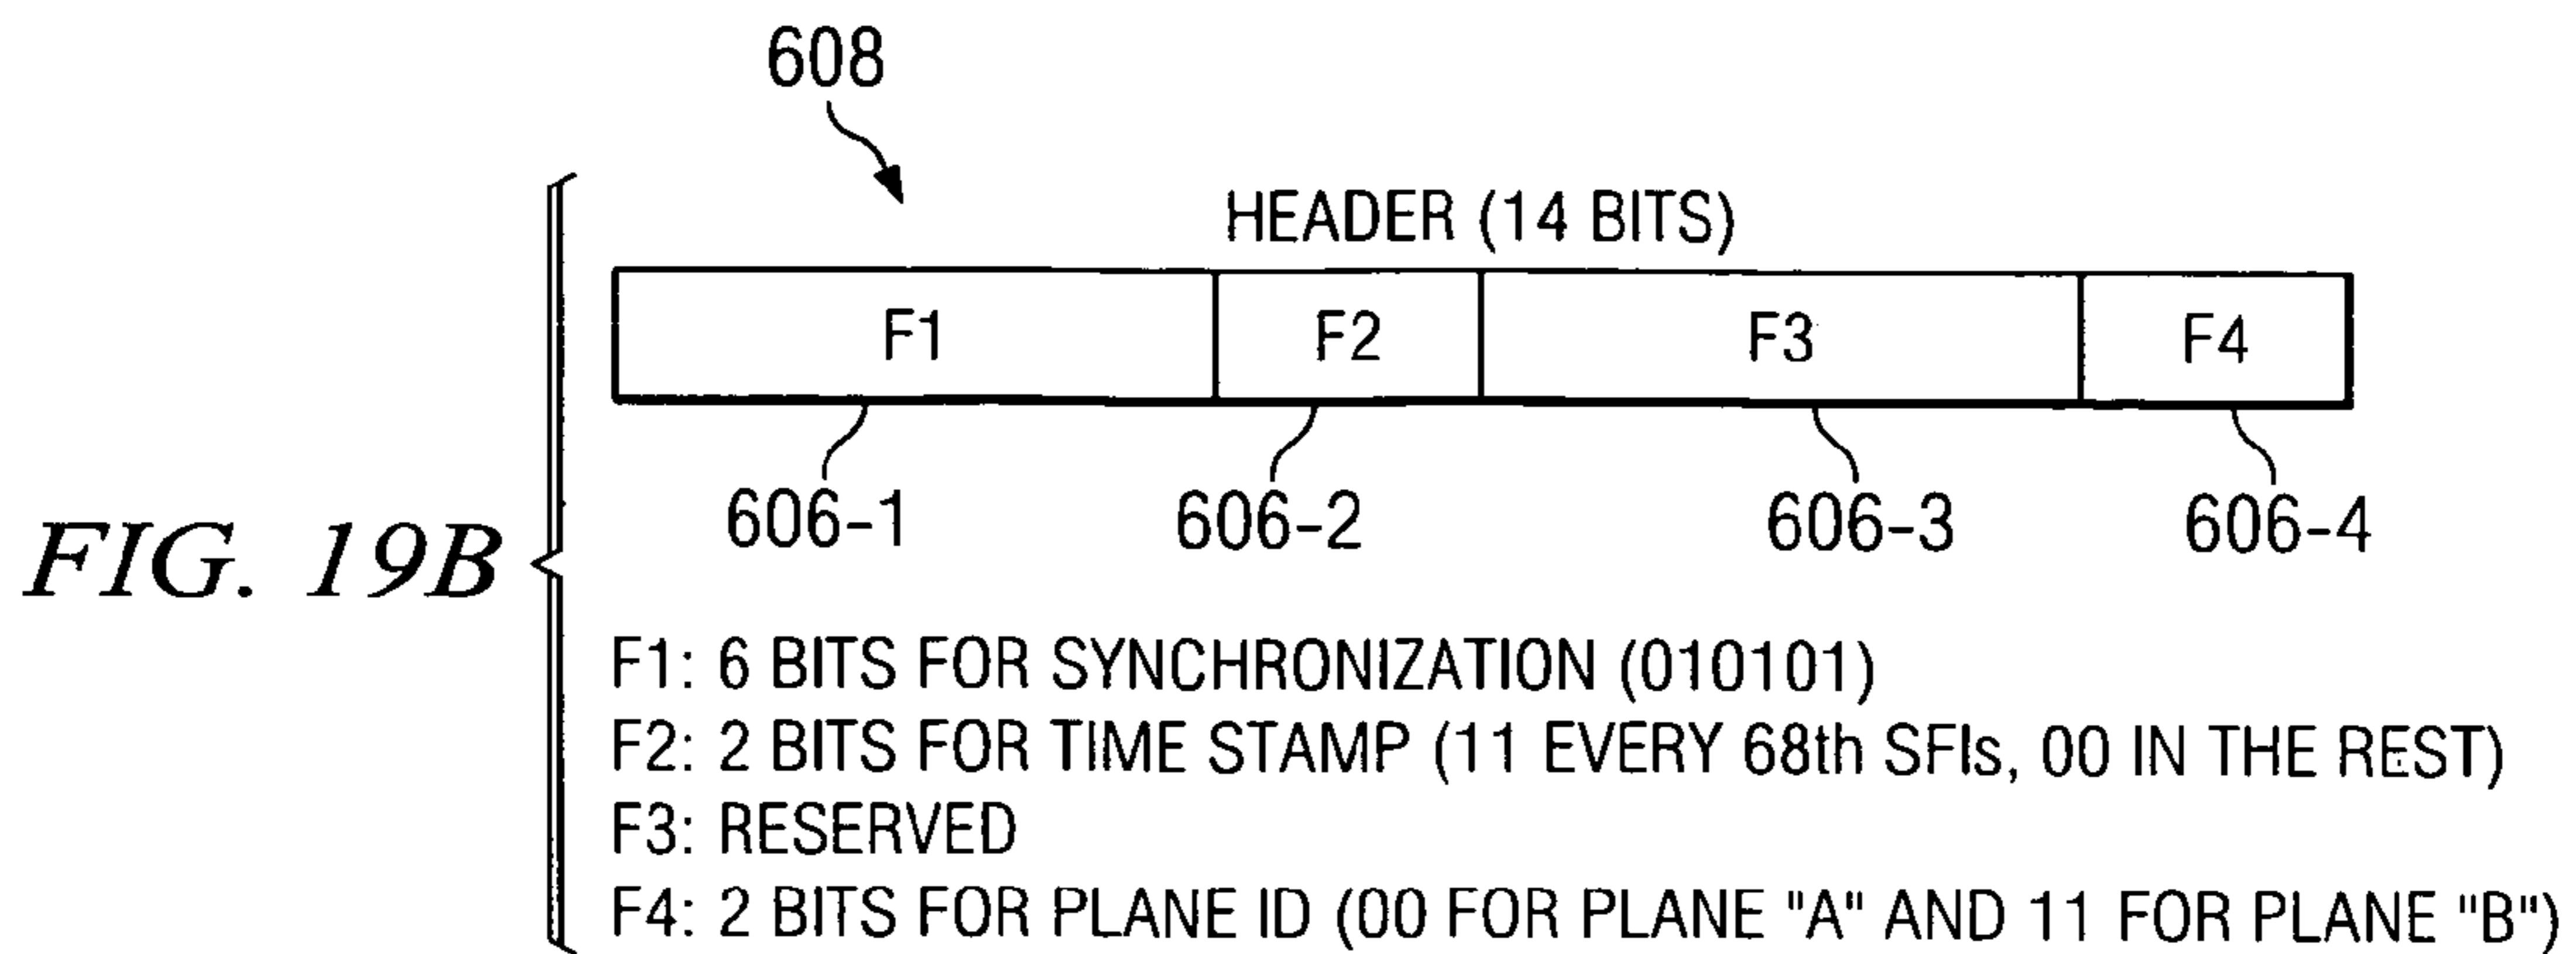 608
HEADER (14 BITS)
F1 F2 F3 F4
606-1 606-2 606-3 606-4
FIG. 19B
F1: 6 BITS FOR SYNCHRONIZATION (010101)
F2: 2 BITS FOR TIME STAMP (11 EVERY 68th SFIs, 00 IN THE REST)
F3: RESERVED
F4: 2 BITS FOR PLANE ID (00 FOR PLANE "A" AND 11 FOR PLANE "B")